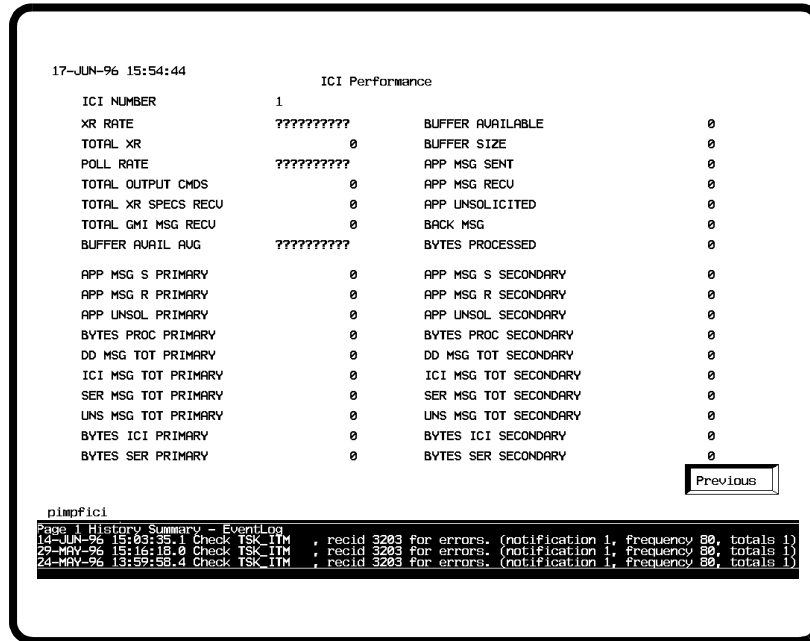 17-JUN-96 15:54:44
ICI Performance
ICI NUMBER 1
XR RATE ?????????? BUFFER AVAILABLE 0
TOTAL XR 0 BUFFER SIZE 0
POLL RATE ?????????? APP MSG SENT 0
TOTAL OUTPUT CMDS 0 APP MSG RECV 0
TOTAL XR SPECS RECV 0 APP UNSOLICITED 0
TOTAL GMI MSG RECV 0 BACK MSG 0
BUFFER AVAIL AVG ?????????? BYTES PROCESSED 0
APP MSG S PRIMARY 0 APP MSG S SECONDARY 0
APP MSG R PRIMARY 0 APP MSG R SECONDARY 0
APP UNSOL PRIMARY 0 APP UNSOL SECONDARY 0
BYTES PROC PRIMARY 0 BYTES PROC SECONDARY 0
DD MSG TOT PRIMARY 0 DD MSG TOT SECONDARY 0
ICI MSG TOT PRIMARY 0 ICI MSG TOT SECONDARY 0
SER MSG TOT PRIMARY 0 SER MSG TOT SECONDARY 0
UNS MSG TOT PRIMARY 0 UNS MSG TOT SECONDARY 0
BYTES ICI PRIMARY 0 BYTES ICI SECONDARY 0
BYTES SER PRIMARY 0 BYTES SER SECONDARY 0
Previous
pimpfici
Page 1 History Summary - EventLog
14-JUN-96 15:03:35.1 Check TSK_ITM , recid 3203 for errors. (notification 1, frequency 80, totals 1)
29-MAY-96 15:16:18.0 Check TSK_ITM , recid 3203 for errors. (notification 1, frequency 80, totals 1)
24-MAY-96 13:59:58.4 Check TSK_ITM , recid 3203 for errors. (notification 1, frequency 80, totals 1)